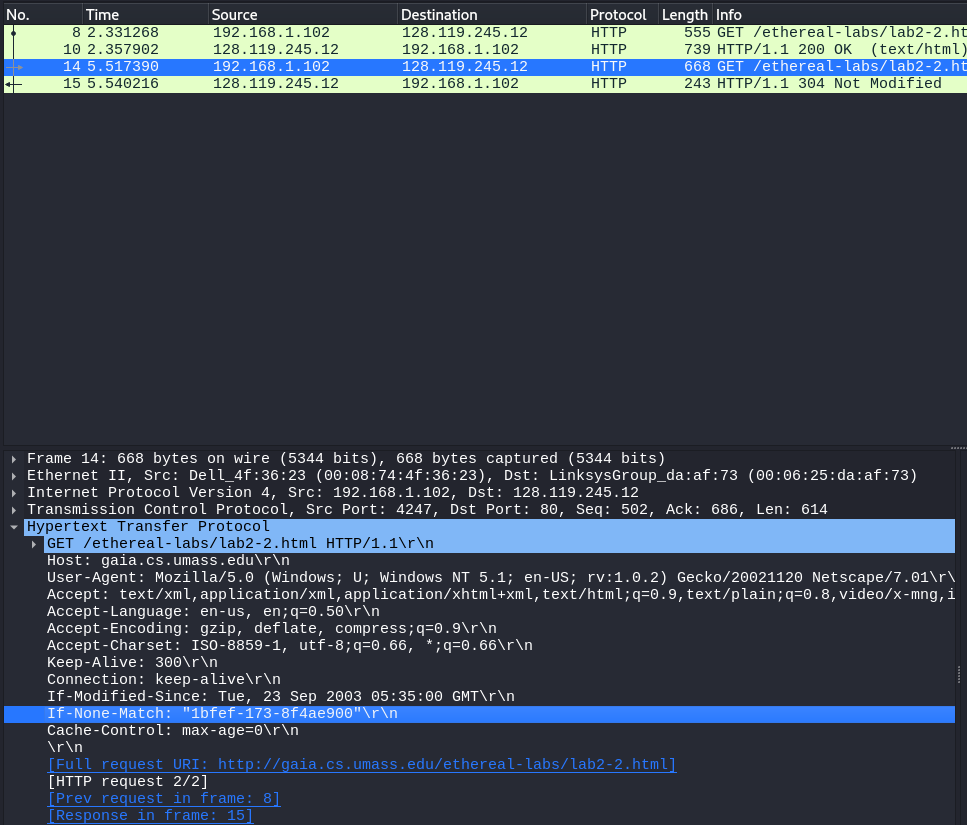 No. Time Source Destination Protocol Length Info
8 2.331268 192.168.1.102 128.119.245.12 HTTP 555 GET /ethereal-labs/lab2-2.ht
10 2.357902 128.119.245.12 192.168.1.102 HTTP 739 HTTP/1.1 200 OK (text/html)
14 5.517390 192.168.1.102 128.119.245.12 HTTP 668 GET /ethereal-labs/lab2-2.ht
15 5.540216 128.119.245.12 192.168.1.102 HTTP 243 HTTP/1.1 304 Not Modified
Frame 14: 668 bytes on wire (5344 bits), 668 bytes captured (5344 bits)
Ethernet II, Src: Dell_4f:36:23 (00:08:74:4f:36:23), Dst: LinksysGroup_da:af:73 (00:06:25:da:af:73)
Internet Protocol Version 4, Src: 192.168.1.102, Dst: 128.119.245.12
Transmission Control Protocol, Src Port: 4247, Dst Port: 80, Seq: 502, Ack: 686, Len: 614
Hypertext Transfer Protocol
GET /ethereal-labs/lab2-2.html HTTP/1.1\r\n
Host: gaia.cs.umass.edu\r\n
User-Agent: Mozilla/5.0 (Windows; U; Windows NT 5.1; en-US; rv:1.0.2) Gecko/20021120 Netscape/7.01\r\
Accept: text/xml,application/xml,application/xhtml+xml,text/html;q=0.9,text/plain;q=0.8,video/x-mng,i
Accept-Language: en-us, en;q=0.50\r\n
Accept-Encoding: gzip, deflate, compress;q=0.9\r\n
Accept-Charset: ISO-8859-1, utf-8;q=0.66, *;q=0.66\r\n
Keep-Alive: 300\r\n
Connection: keep-alive\r\n
If-Modified-Since: Tue, 23 Sep 2003 05:35:00 GMT\r\n
If-None-Match: "1bfef-173-8f4ae900"\r\n
Cache-Control: max-age=0\r\n
\r\n
[Full request URI: http://gaia.cs.umass.edu/ethereal-labs/lab2-2.html]
[HTTP request 2/2]
[Prev request in frame: 8]
[Response in frame: 15]